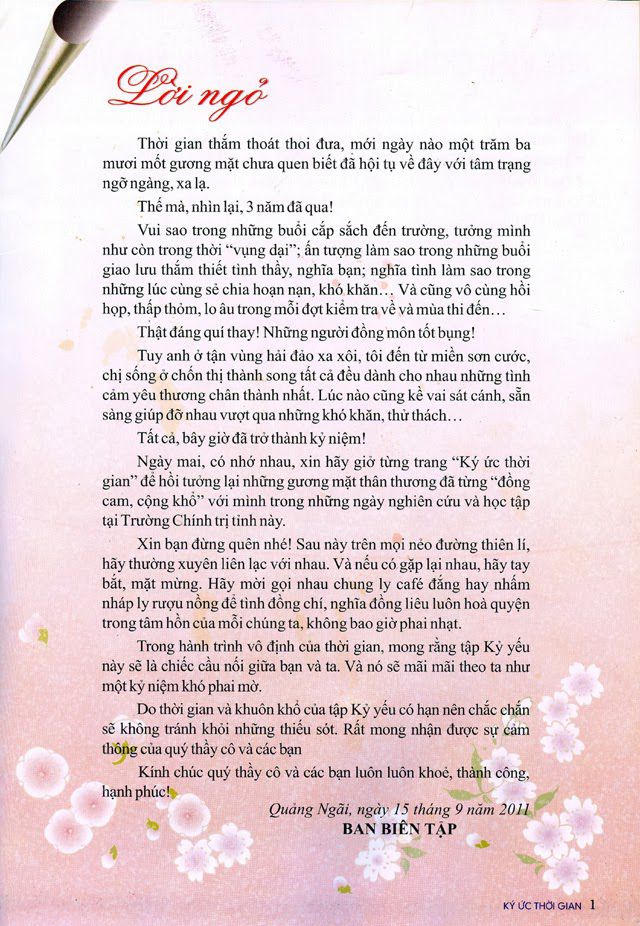 Lời ngỏ
Thời gian thắm thoát thoi đưa, mới ngày nào một trăm ba
mươi mốt gương mặt chưa quen biết đã hội tụ về đây với tâm trạng
ngỡ ngàng, xa lạ.
Thế mà, nhìn lại, 3 năm đã qua!
Vui sao trong những buổi cắp sách đến trường, tưởng mình
như còn trong thời “vụng dại”; ấn tượng làm sao trong những buổi
giao lưu thắm thiết tình thầy, nghĩa bạn; nghĩa tình làm sao trong
những lúc cùng sẻ chia hoạn nạn, khó khăn… Và cũng vô cùng hồi
họp, thấp thỏm, lo âu trong mỗi đợt kiểm tra về và mùa thi đến…
Thật đáng quí thay! Những người đồng môn tốt bụng!
Tuy anh ở tận vùng hải đảo xa xôi, tôi đến từ miền sơn cước,
chị sống ở chốn thị thành song tất cả đều dành cho nhau những tình
cảm yêu thương chân thành nhất. Lúc nào cũng kề vai sát cánh, sẵn
sàng giúp đỡ nhau vượt qua những khó khăn, thử thách…
Tất cả, bây giờ đã trở thành kỷ niệm!
Ngày mai, có nhớ nhau, xin hãy giở từng trang “Ký ức thời
gian” để hồi tưởng lại những gương mặt thân thương đã từng “đồng
cam, cộng khổ” với mình trong những ngày nghiên cứu và học tập
tại Trường Chính trị tỉnh này.
Xin bạn đừng quên nhé! Sau này trên mọi nẻo đường thiên lí,
hãy thường xuyên liên lạc với nhau. Và nếu có gặp lại nhau, hãy tay
bắt, mặt mừng. Hãy mời gọi nhau chung ly café đắng hay nhấm
nháp ly rượu nồng để tình đồng chí, nghĩa đồng liêu luôn hoà quyện
trong tâm hồn của mỗi chúng ta, không bao giờ phai nhạt.
Trong hành trình vô định của thời gian, mong rằng tập Kỷ yếu
này sẽ là chiếc cầu nối giữa bạn và ta. Và nó sẽ mãi mãi theo ta như
một kỷ niệm khó phai mờ.
Do thời gian và khuôn khổ của tập Kỷ yếu có hạn nên chắc chắn
sẽ không tránh khỏi những thiếu sót. Rất mong nhận được sự cảm
thông của quý thầy cô và các bạn
Kính chúc quý thầy cô và các bạn luôn luôn khoẻ, thành công,
hạnh phúc!
Quảng Ngãi, ngày 15 tháng 9 năm 2011
BAN BIÊN TẬP
KÝ ỨC THỜI GIAN 1